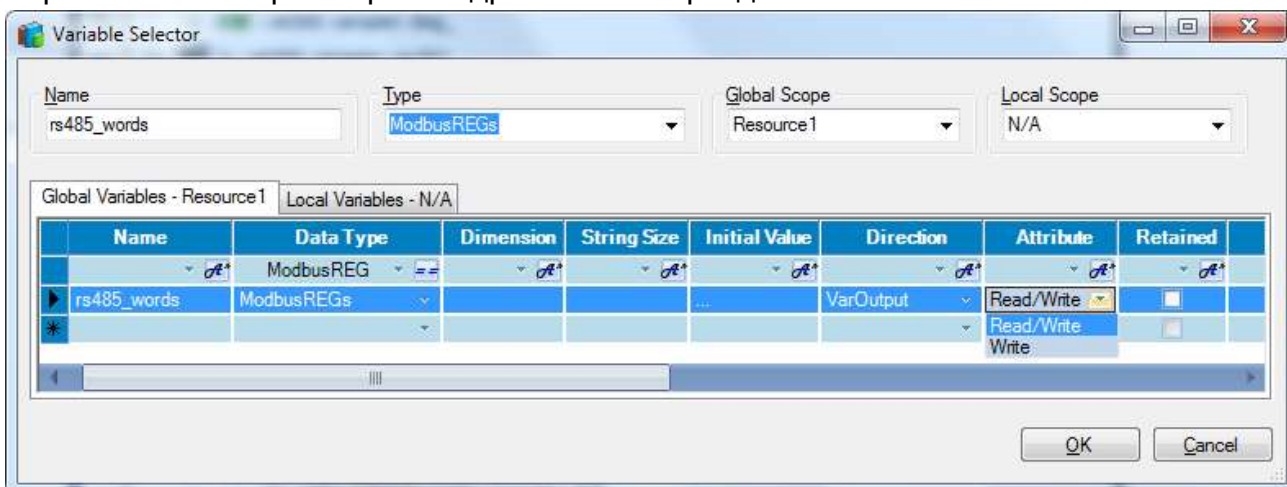 Variable Selector
Name Type Global Scope Local Scope
rs485_words ModbusREGs Resource1 N/A
Global Variables - Resource1 Local Variables - N/A
Name Data Type Dimension String Size Initial Value Direction Attribute Retained
ModbusREG
rs485_words ModbusREGs ... VarOutput Read/Write
Read/Write
Write
OK Cancel